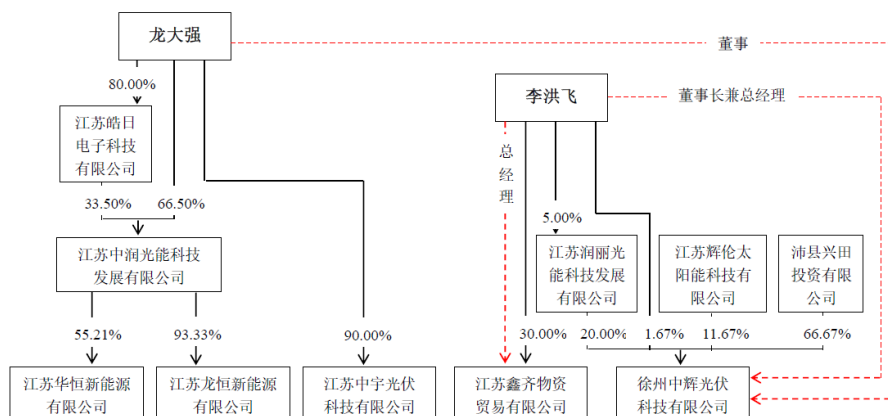 龙大强
董事
李洪飞
董事长兼总经理
80.00%
江苏皓日
电子科技
有限公司
总经理
33.50%
66.50%
5.00%
江苏中润光能科技
发展有限公司
江苏润丽光
能科技发展
有限公司
江苏辉伦太
阳能科技有
限公司
沛县兴田
投资有限
公司
55.21%
93.33%
90.00%
30.00%
20.00%
1.67%
11.67%
66.67%
江苏华恒新能源
有限公司
江苏龙恒新能源
有限公司
江苏中宇光伏
科技有限公司
江苏鑫齐物资
贸易有限公司
徐州中辉光伏
科技有限公司